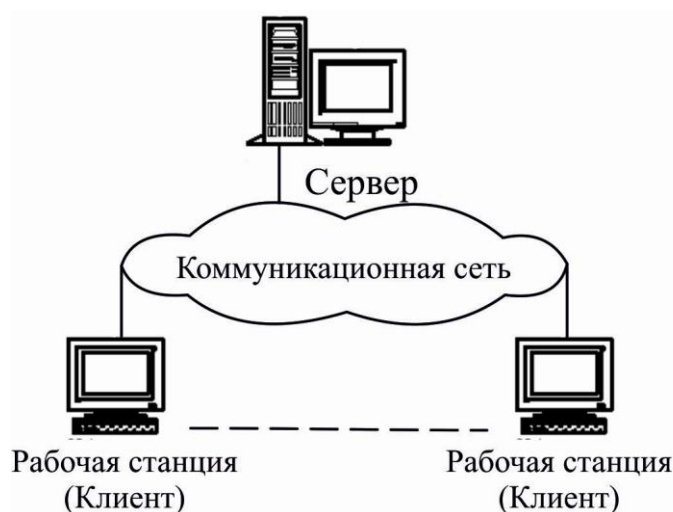 Сервер
Коммуникационная сеть
Рабочая станция
(Клиент)
Рабочая станция
(Клиент)